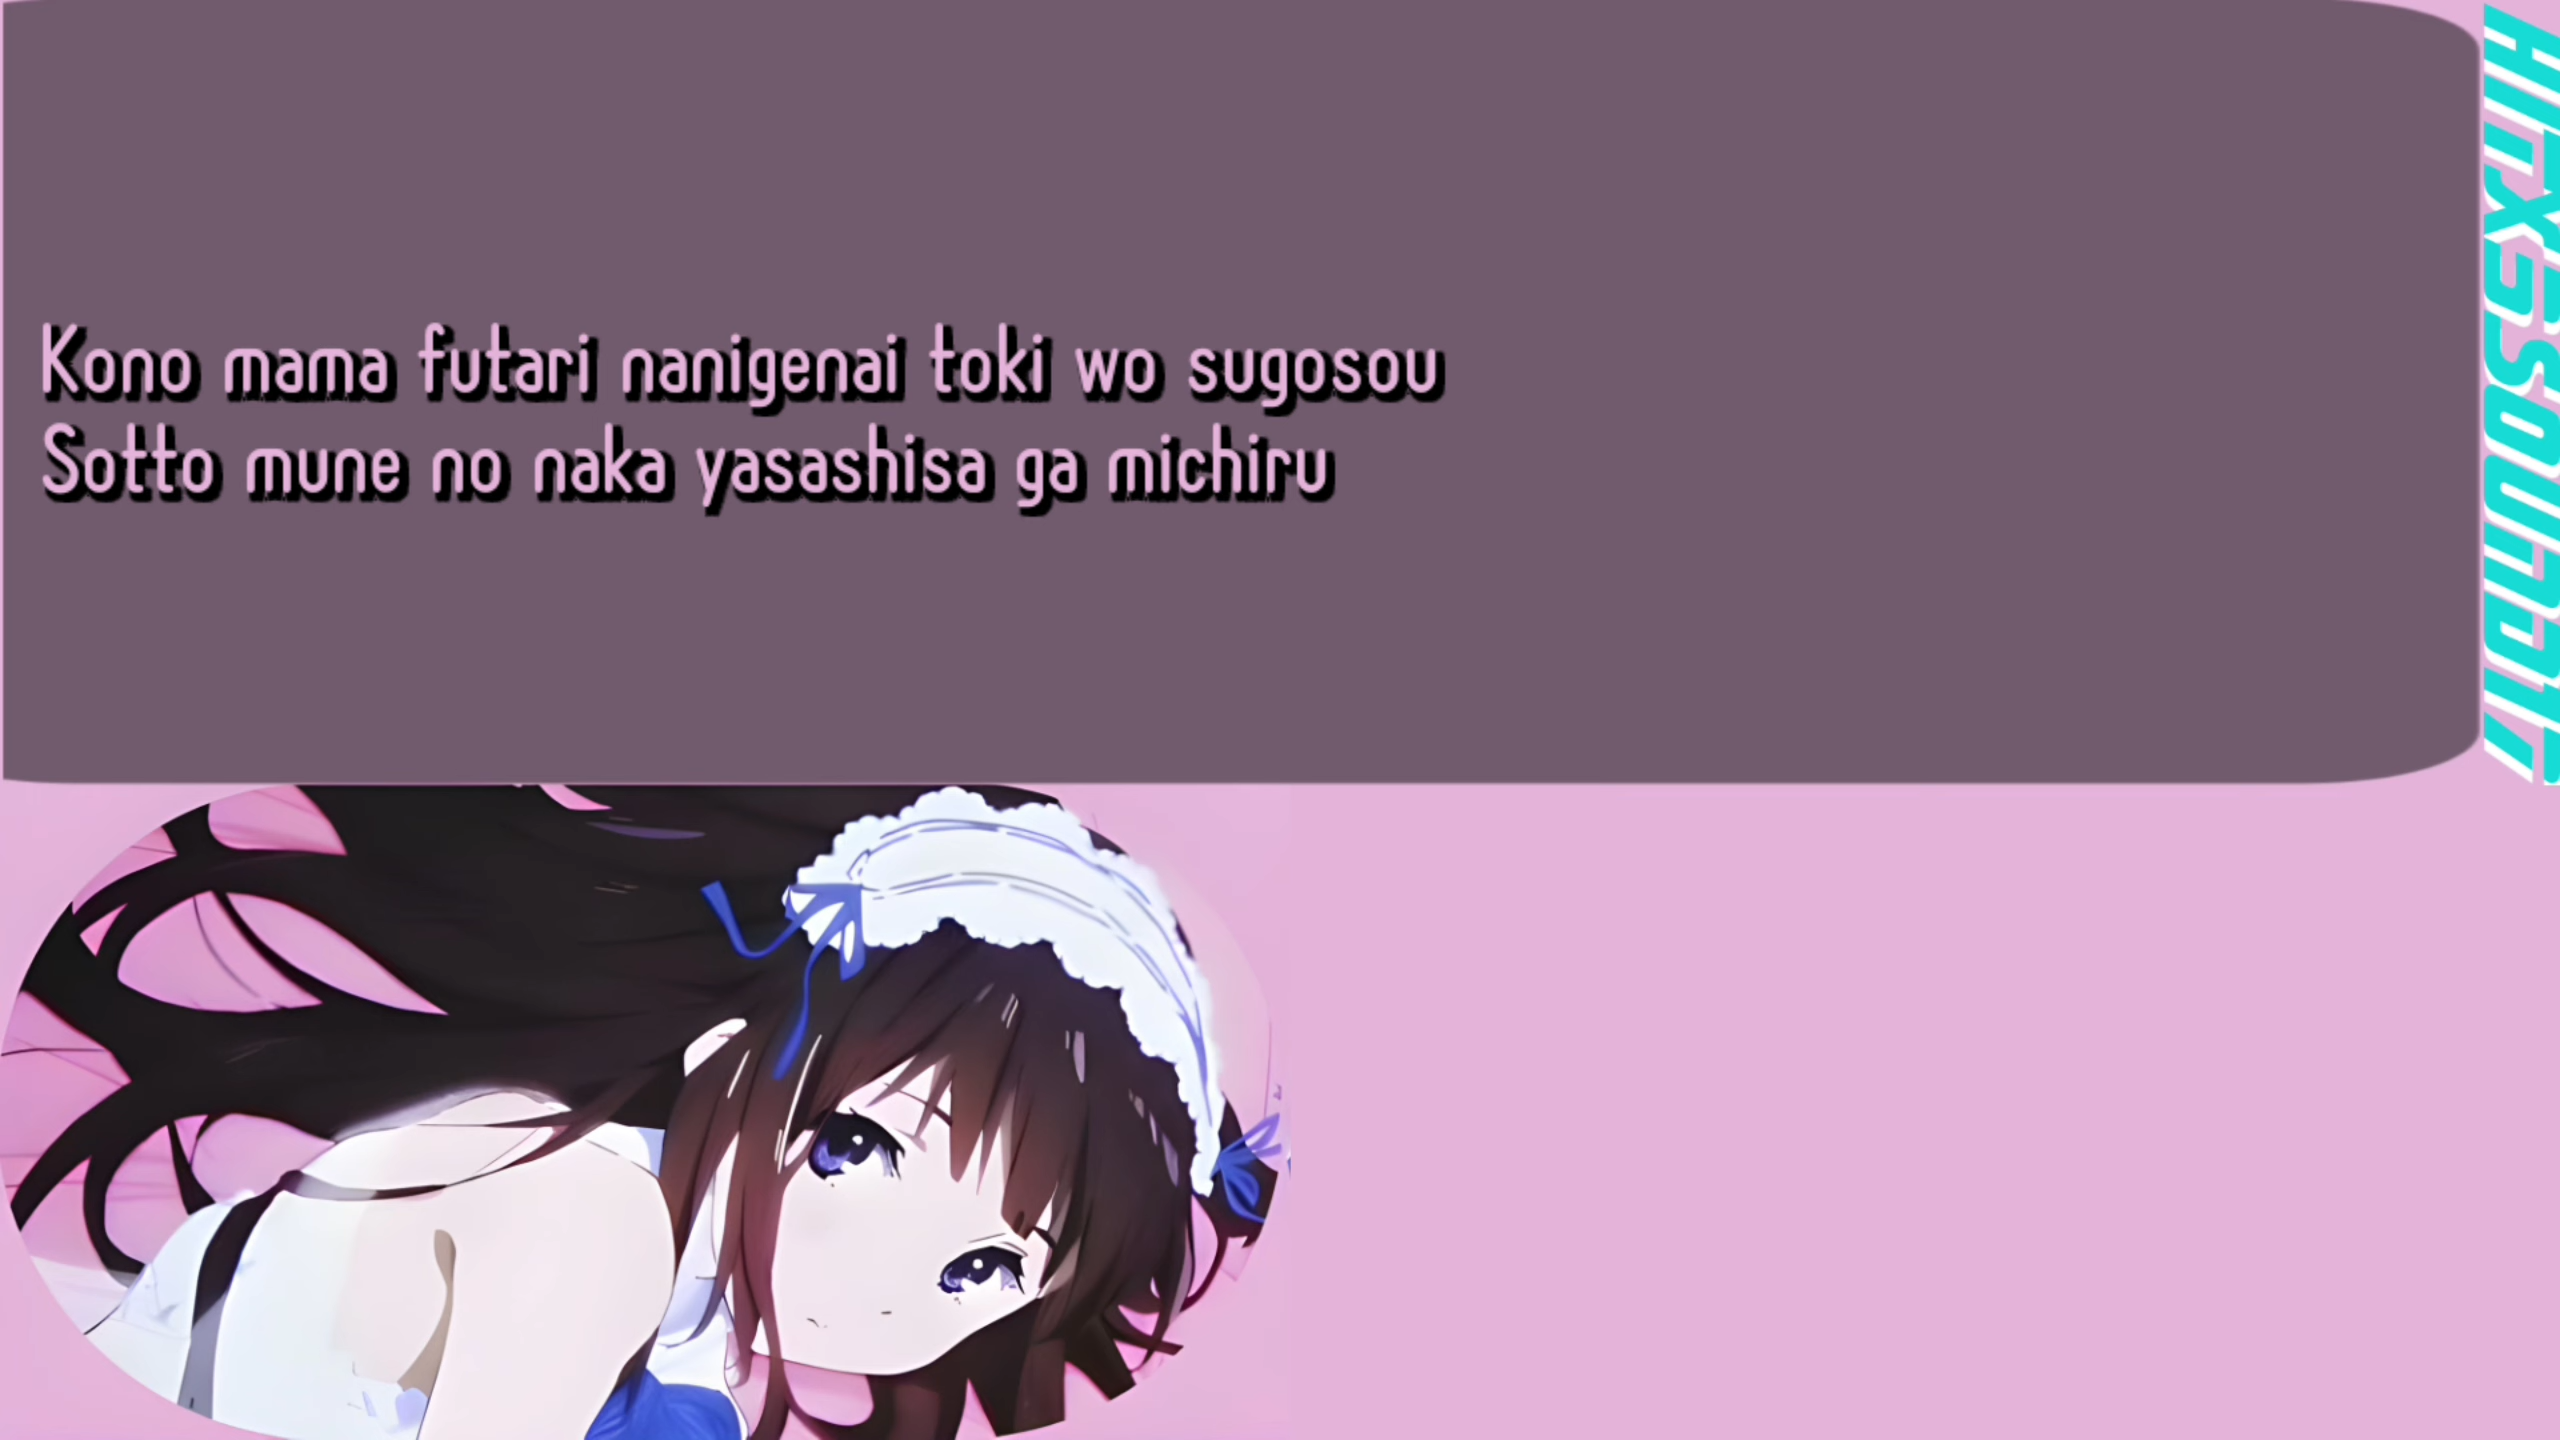 Kono mama futari nanigenai toki wo sugosou
Sotto mune no naka yasashisa ga michiru